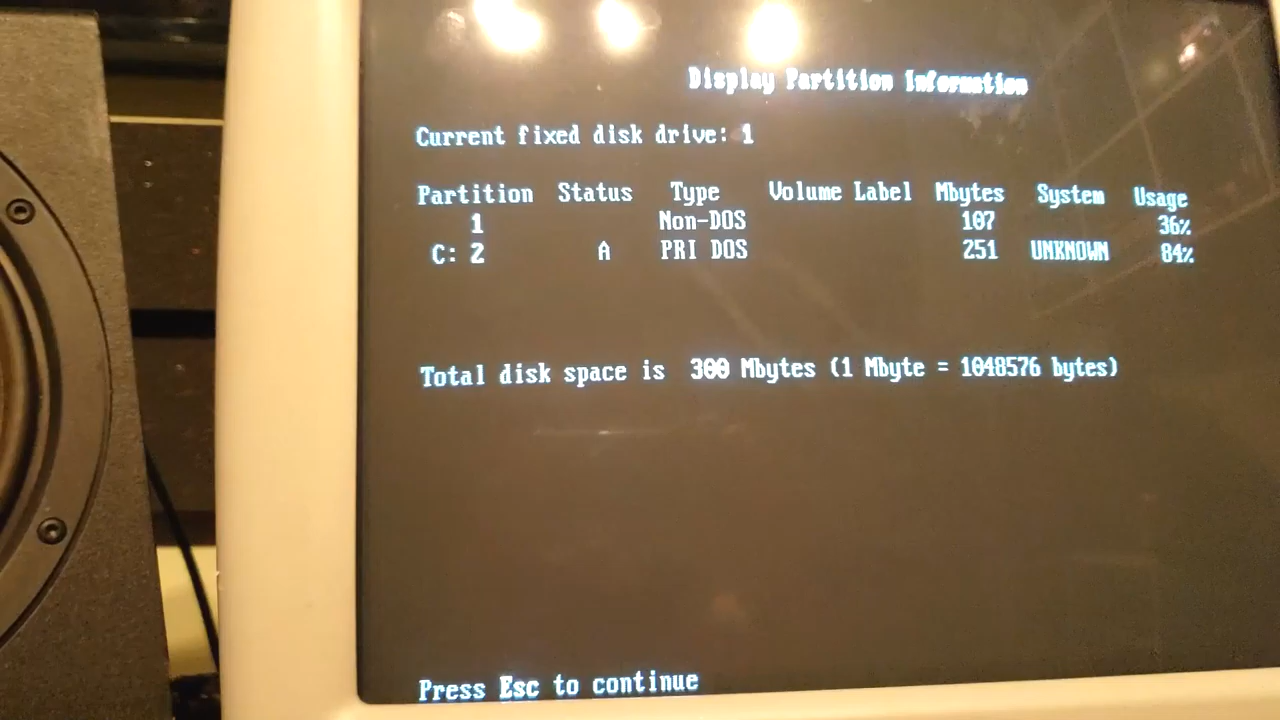 Display Partition Information
Current fixed disk drive: 1
Partition Status Type Volume Label Mbytes System Usage
1 Non-DOS 107 36%
C: 2 A PRI DOS 251 UNKNOWN 84%
Total disk space is 300 Mbytes (1 Mbyte = 1048576 bytes)
Press Esc to continue